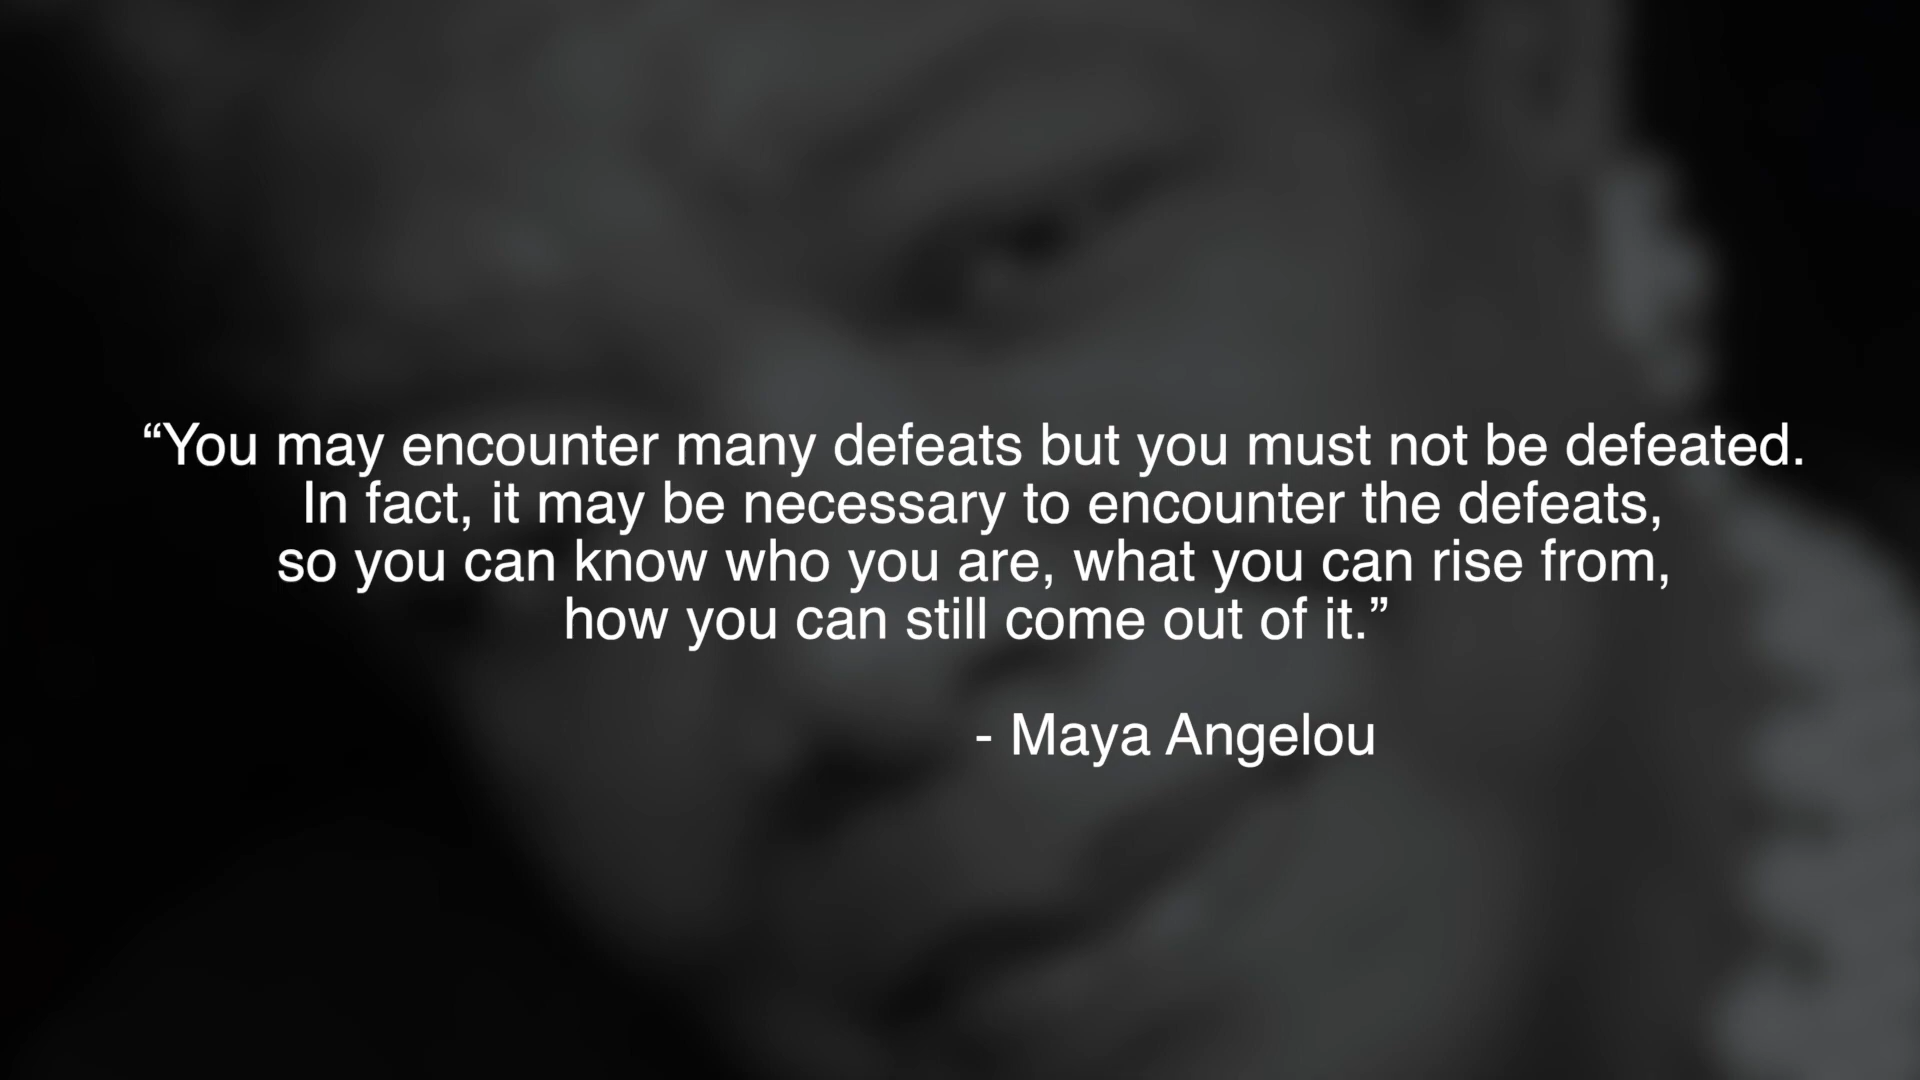 “You may encounter many defeats but you must not be defeated.
In fact, it may be necessary to encounter the defeats,
so you can know who you are, what you can rise from,
how you can still come out of it.”
- Maya Angelou